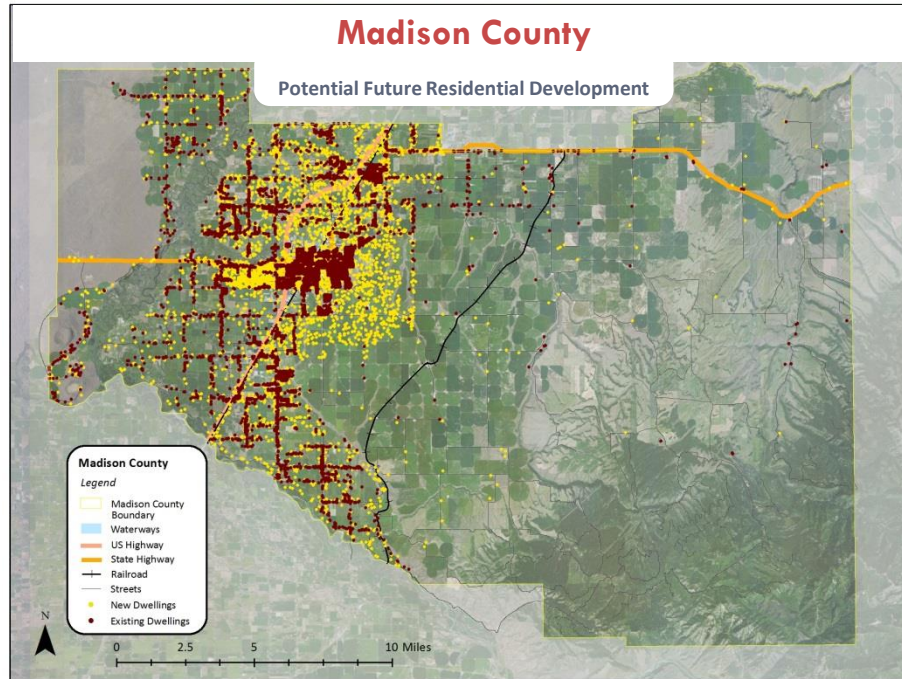 Madison County
Potential Future Residential Development
Madison County
Legend
Madison County
Boundary
Waterways
US Highway
State Highway
Railroad
Streets
New Dwellings
Existing Dwellings
N
0 2.5 5 10 Miles